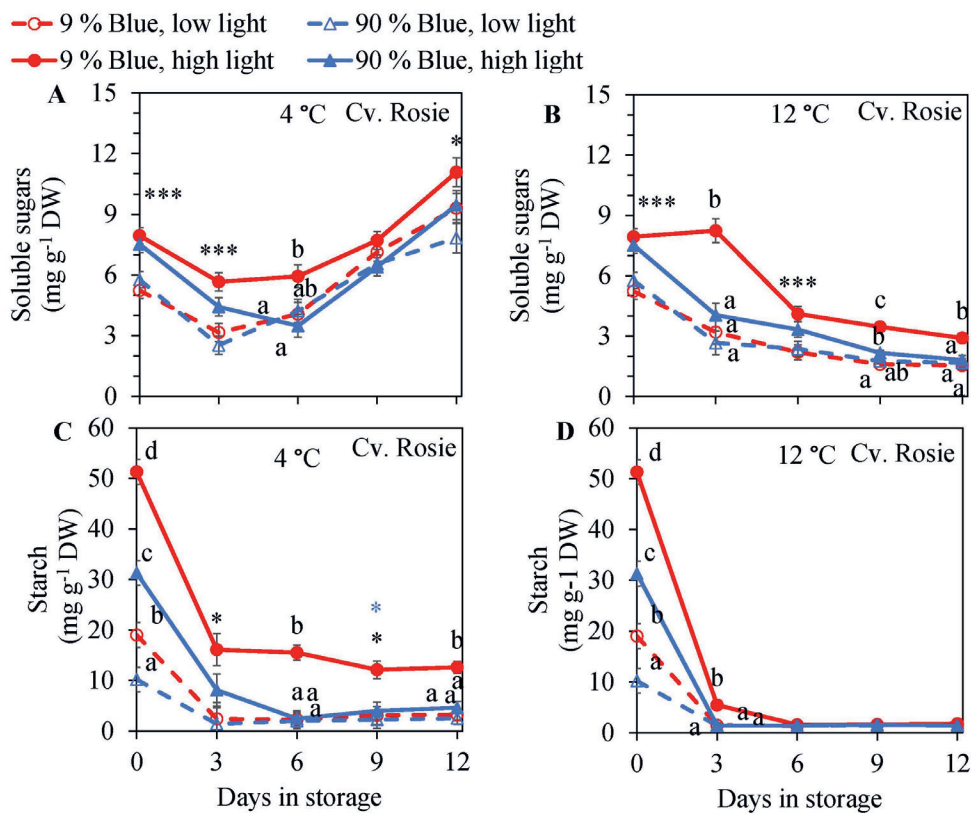 9 % Blue, low light 90 % Blue, low light
9 % Blue, high light 90 % Blue, high light
A 15 4 °C Cv. Rosie
12 *
*** 
9
*** b
6 ab
a
3 a
0
Soluble sugars
(mg g-1 DW)
B 15 12 °C Cv. Rosie
12
*** b
9
***
6
a c b
3 a b a
a a ab a
0 a
Soluble sugars
(mg g-1 DW)
C 60 4 °C Cv. Rosie
d
50
40
c
30
b *
20 * b * b
a
10 a a a
a a a
0
Starch
(mg g-1 DW)
0 3 6 9 12
Days in storage
D 60 12 °C Cv. Rosie
d
50
40
c
30
b
20
a
10 b
a a
0 a
Starch
(mg g-1 DW)
0 3 6 9 12
Days in storage